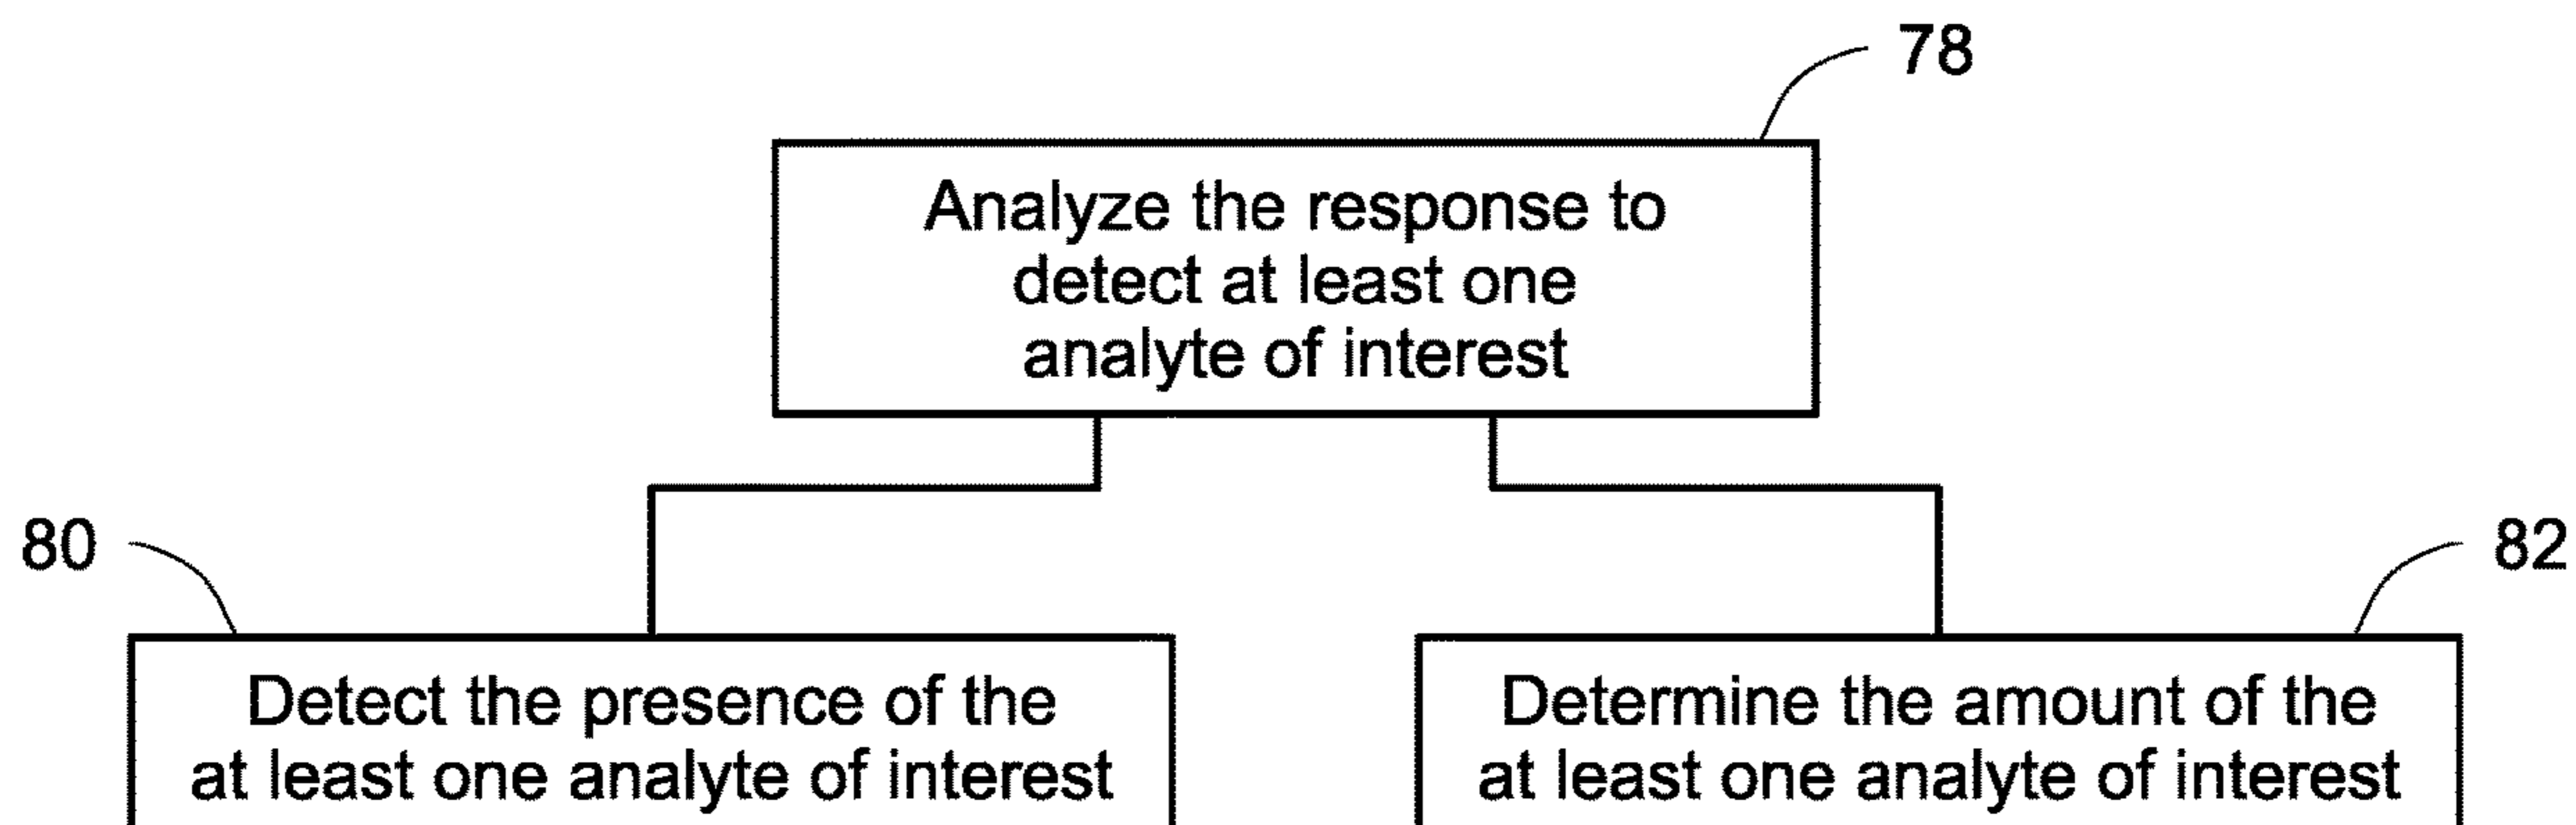 78
Analyze the response to
detect at least one
analyte of interest
80
82
Detect the presence of the
at least one analyte of interest
Determine the amount of the
at least one analyte of interest